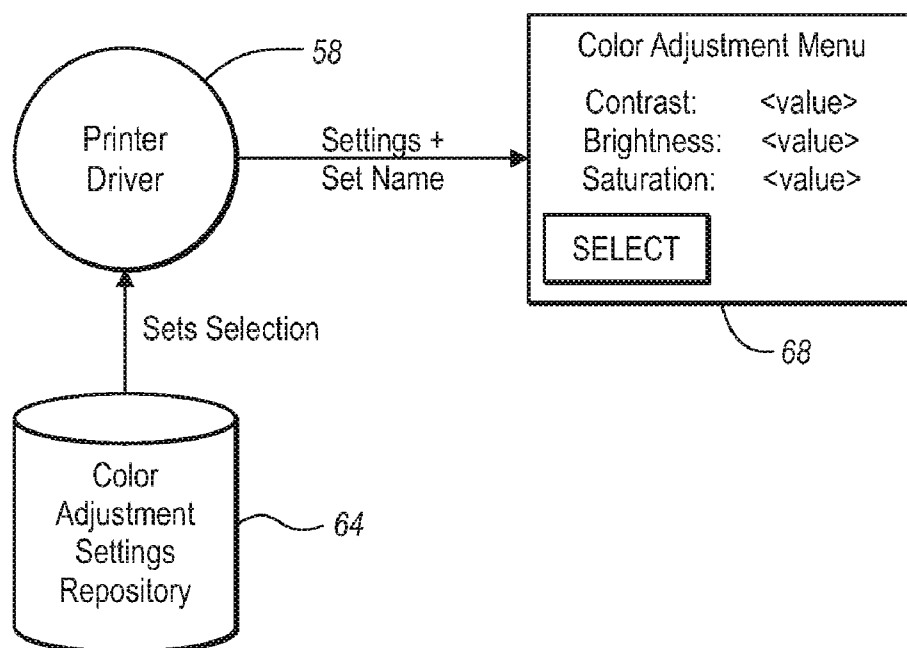 58
Printer
Driver
Settings +
Set Name
Color Adjustment Menu
Contrast: <value>
Brightness: <value>
Saturation: <value>
SELECT
68
Sets Selection
Color
Adjustment
Settings
Repository
64